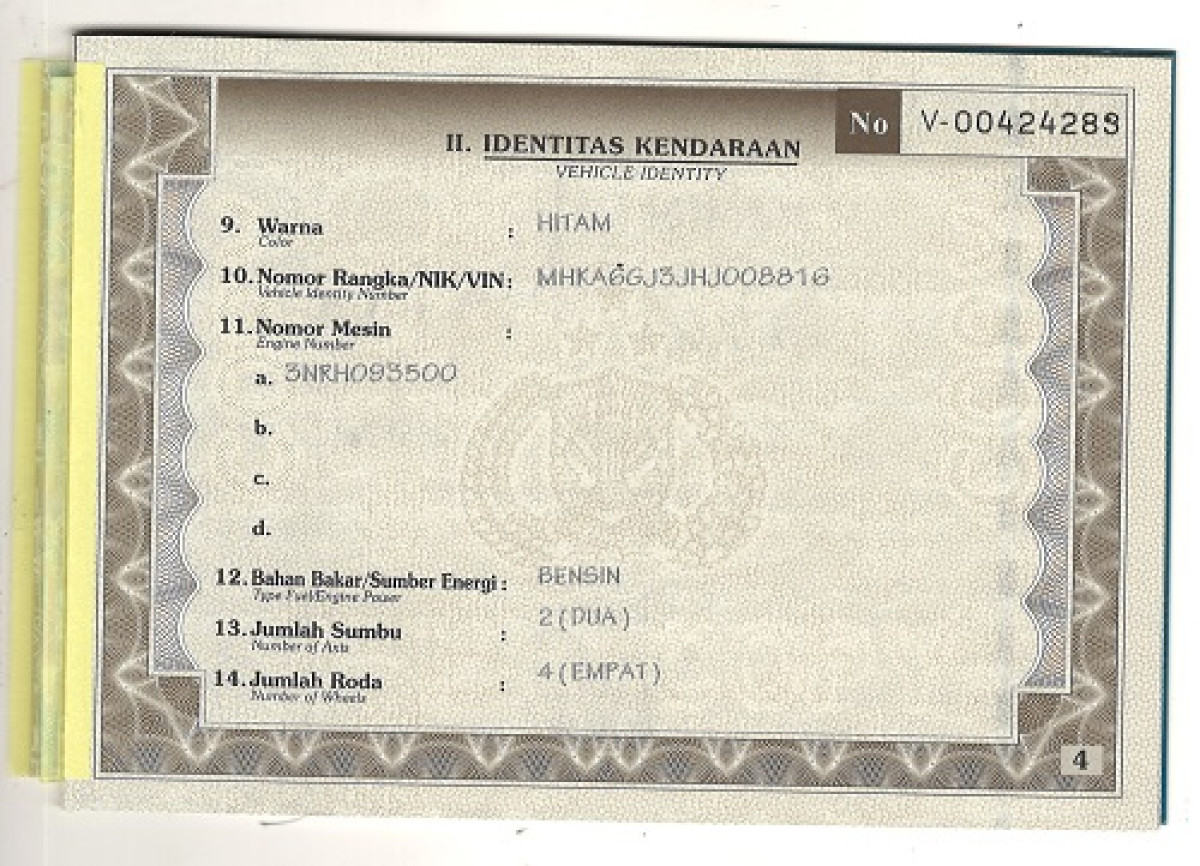 No V-00424289
II. IDENTITAS KENDARAAN
VEHICLE IDENTITY
9. Warna : HITAM
Color
10. Nomor Rangka/NIK/VIN: MHKA6GJ3JHJ008816
Vehicle Identity Number
11. Nomor Mesin :
Engine Number
a. 3NRH093500
b.
c.
d.
12. Bahan Bakar/Sumber Energi : BENSIN
Type Fuel/Engine Power
13. Jumlah Sumbu : 2 (DUA)
Number of Axis
14. Jumlah Roda : 4 (EMPAT)
Number of Wheels
4